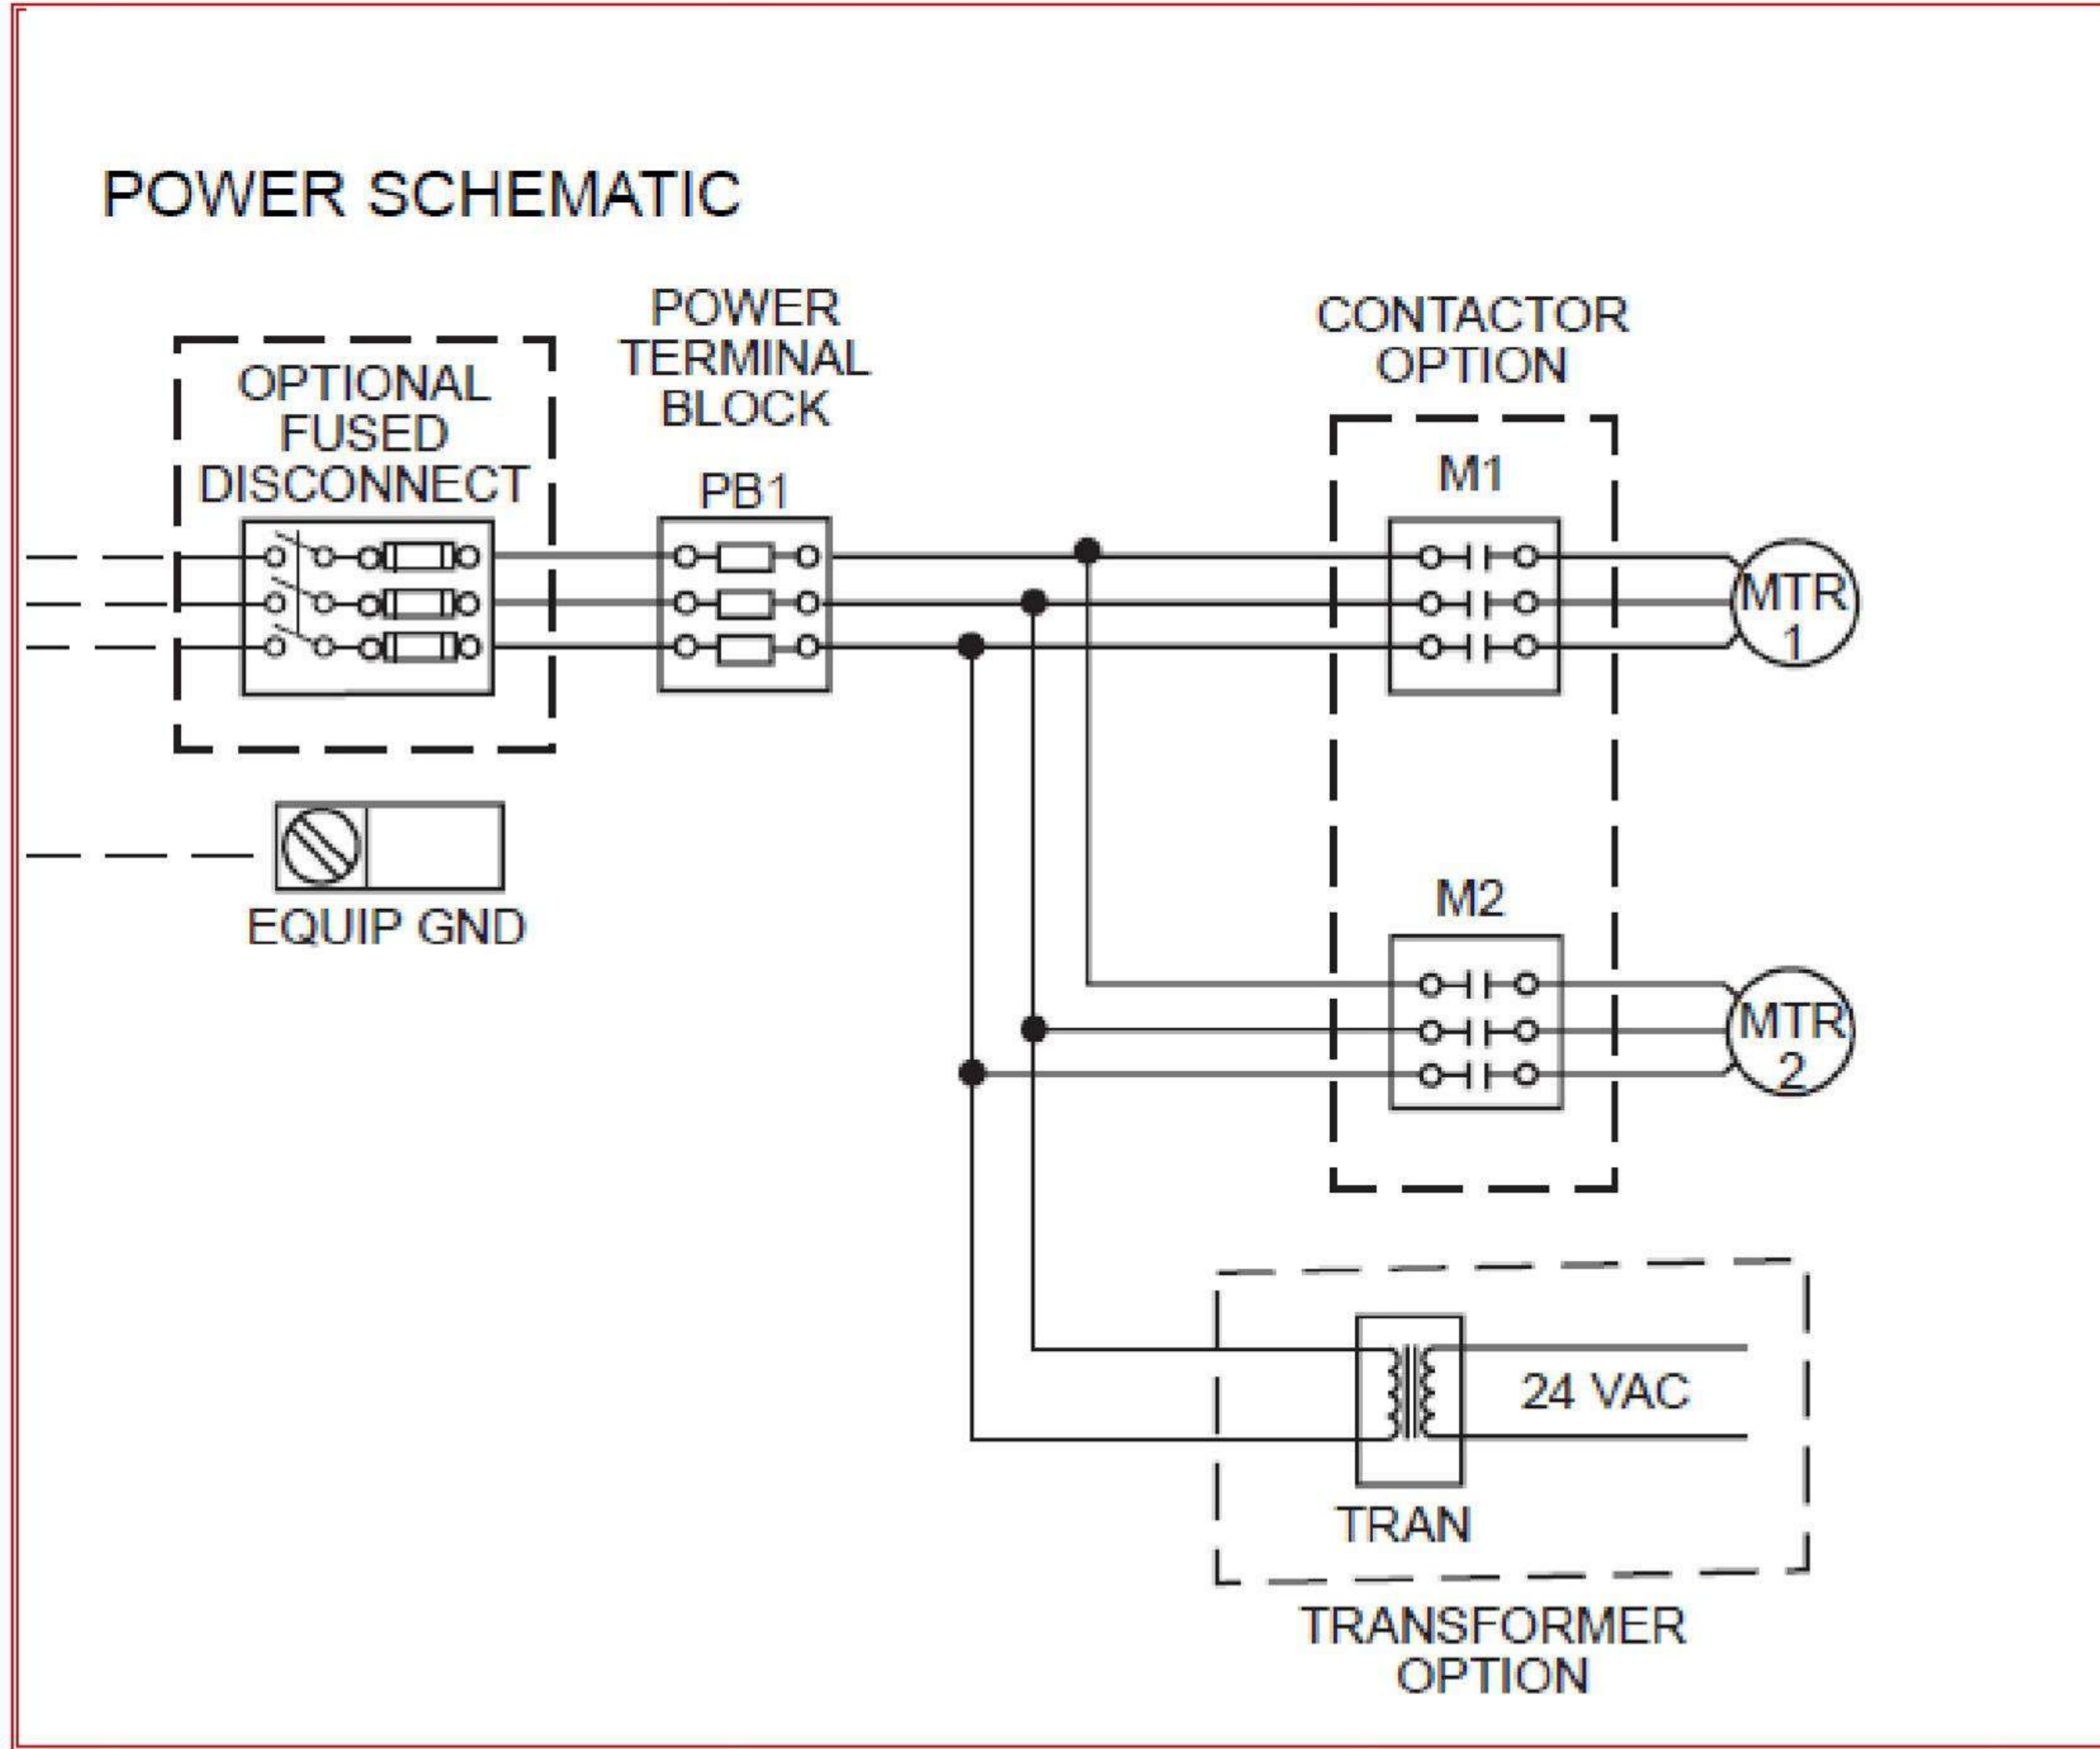 POWER SCHEMATIC
OPTIONAL
FUSED
DISCONNECT
POWER
TERMINAL
BLOCK
PB1
CONTACTOR
OPTION
M1
MTR
1
EQUIP GND
M2
MTR
2
24 VAC
TRAN
TRANSFORMER
OPTION